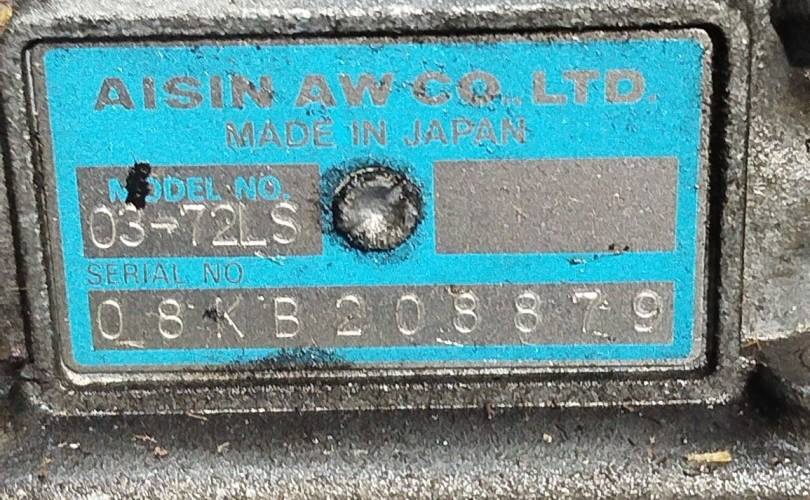 AISIN AW CO., LTD.
MADE IN JAPAN
MODEL NO.
03-72LS
SERIAL NO
08KB208879